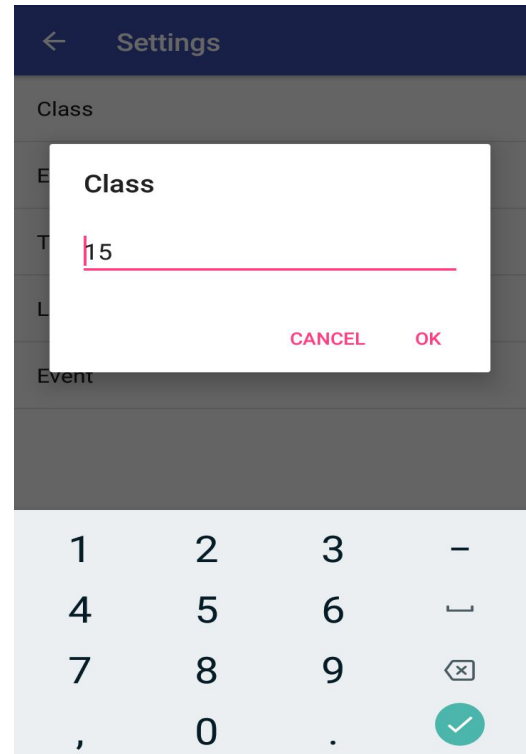 Settings
Class
E
Class
T
15
L
CANCEL OK
Event
1 2 3 –
4 5 6
7 8 9
, 0 .